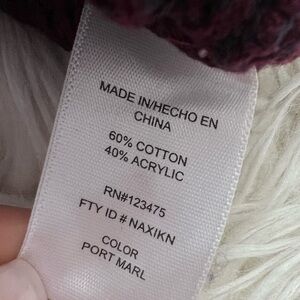 MADE IN/HECHO EN
CHINA
60% COTTON
40% ACRYLIC
RN#123475
FTY ID # NAXIKN
COLOR
PORT MARL